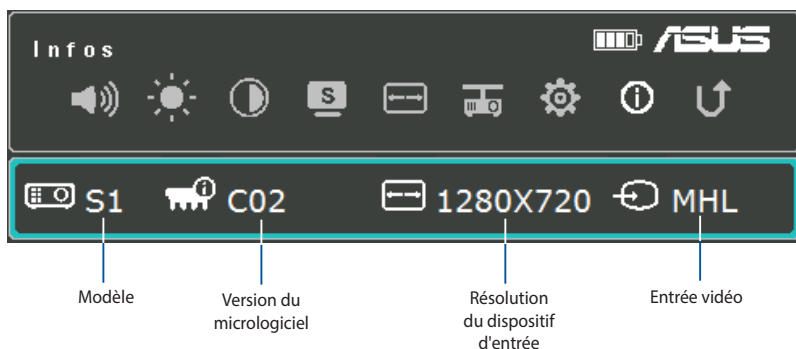 Infos
ASUS
S
S1 C02 1280X720 MHL
Modèle
Version du
micrologiciel
Résolution
du dispositif
d'entrée
Entrée vidéo